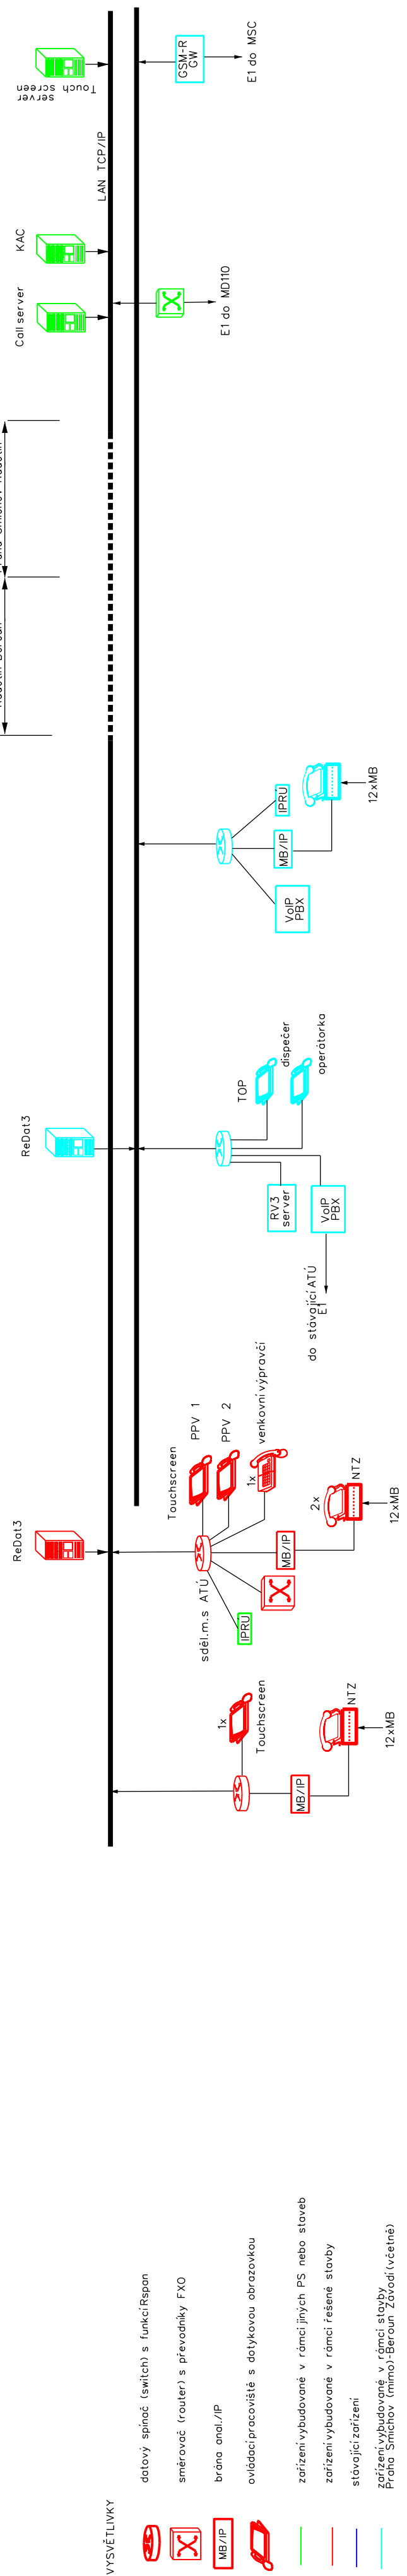 Touch screen
server
GSM-R
GW
E1 do MSC
LAN TCP/IP
KAC
Call server
E1 do MD110
IPRU
MB/IP
VoIP
PBX
12xMB
ReDat3
TOP
dispečer
operátorka
RV3
server
VoIP
PBX
E1
do stávající ATÚ
ReDat3
Touchscreen
PPV 1
PPV 2
venkovní výpravčí
1x
sděl.m.s ATÚ
IPRU
MB/IP
2x
NTZ
12xMB
1x
Touchscreen
MB/IP
NTZ
12xMB
VYSVĚTLIVKY
datový spínač (switch) s funkcí Rspan
směrovač (router) s převodníky FXO
MB/IP
brána anal./IP
ovládací pracoviště s dotykovou obrazovkou
zařízení vybudované v rámci jiných PS nebo staveb
zařízení vybudované v rámci řešené stavby
stávající zařízení
zařízení vybudované v rámci stavby
Praha Smíchov (mimo)-Beroun Závodí (včetně)